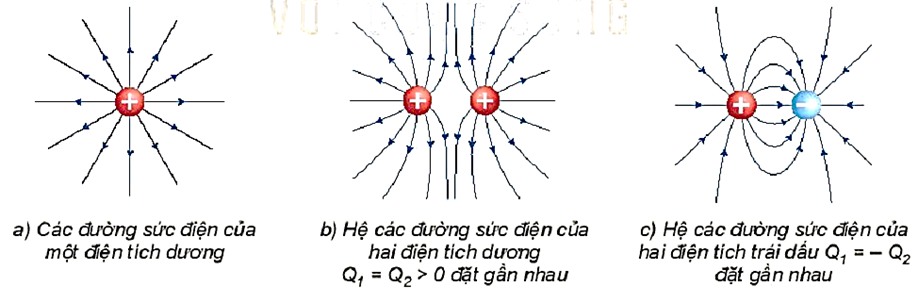 a) Các đường sức điện của
một điện tích dương
b) Hệ các đường sức điện của
hai điện tích dương
Q₁ = Q₂ > 0 đặt gần nhau
c) Hệ các đường sức điện của
hai điện tích trái dấu Q₁ = – Q₂
đặt gần nhau